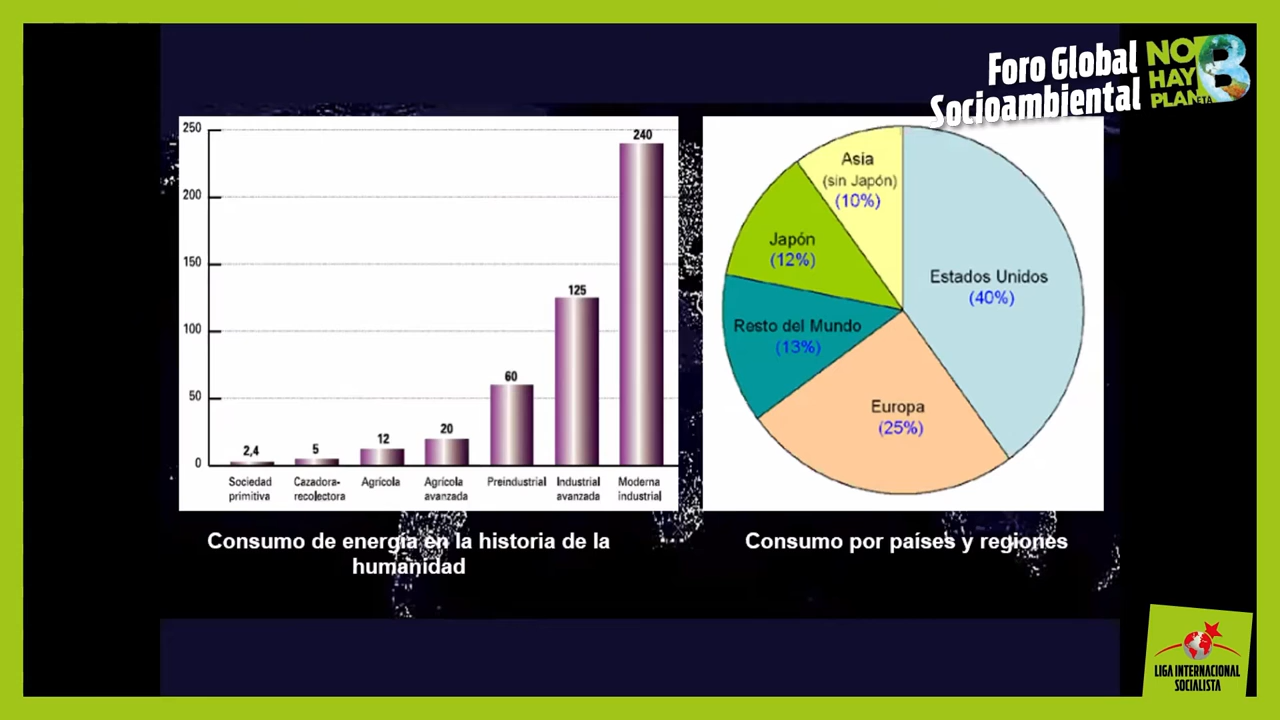 Foro Global
Socioambiental
NO
HAY
PLAN
ETA
B
250
200
150
100
50
0
2,4
5
12
20
60
125
240
Sociedad
primitiva
Cazadora-
recolectora
Agrícola
Agrícola
avanzada
Preindustrial
Industrial
avanzada
Moderna
industrial
Consumo de energía en la historia de la
humanidad
Asia
(sin Japón)
(10%)
Japón
(12%)
Estados Unidos
(40%)
Resto del Mundo
(13%)
Europa
(25%)
Consumo por países y regiones
LIGA INTERNACIONAL
SOCIALISTA